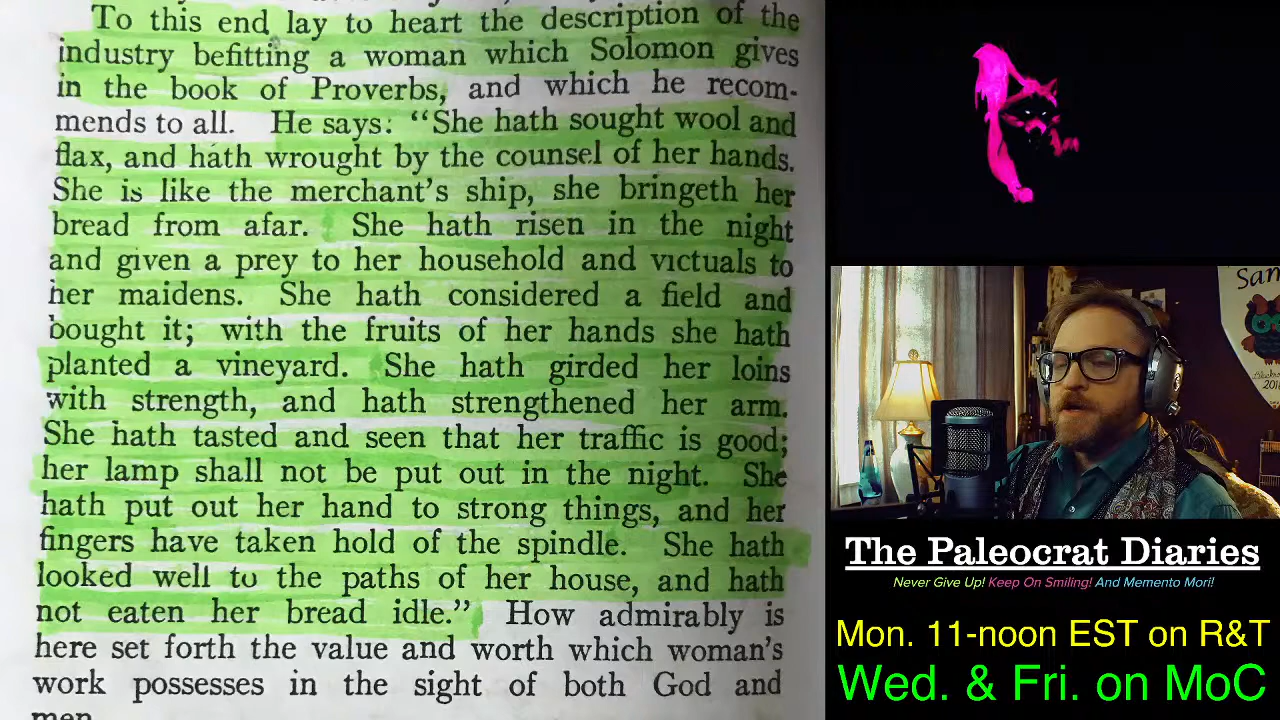 To this end lay to heart the description of the
industry befitting a woman which Solomon gives
in the book of Proverbs, and which he recom-
mends to all. He says: “She hath sought wool and
flax, and hath wrought by the counsel of her hands.
She is like the merchant’s ship, she bringeth her
bread from afar. She hath risen in the night
and given a prey to her household and victuals to
her maidens. She hath considered a field and
bought it; with the fruits of her hands she hath
planted a vineyard. She hath girded her loins
with strength, and hath strengthened her arm.
She hath tasted and seen that her traffic is good;
her lamp shall not be put out in the night. She
hath put out her hand to strong things, and her
fingers have taken hold of the spindle. She hath
looked well to the paths of her house, and hath
not eaten her bread idle.” How admirably is
here set forth the value and worth which woman’s
work possesses in the sight of both God and
men
San
The Paleocrat Diaries
Never Give Up! Keep On Smiling! And Memento Mori!
Mon. 11-noon EST on R&T
Wed. & Fri. on MoC